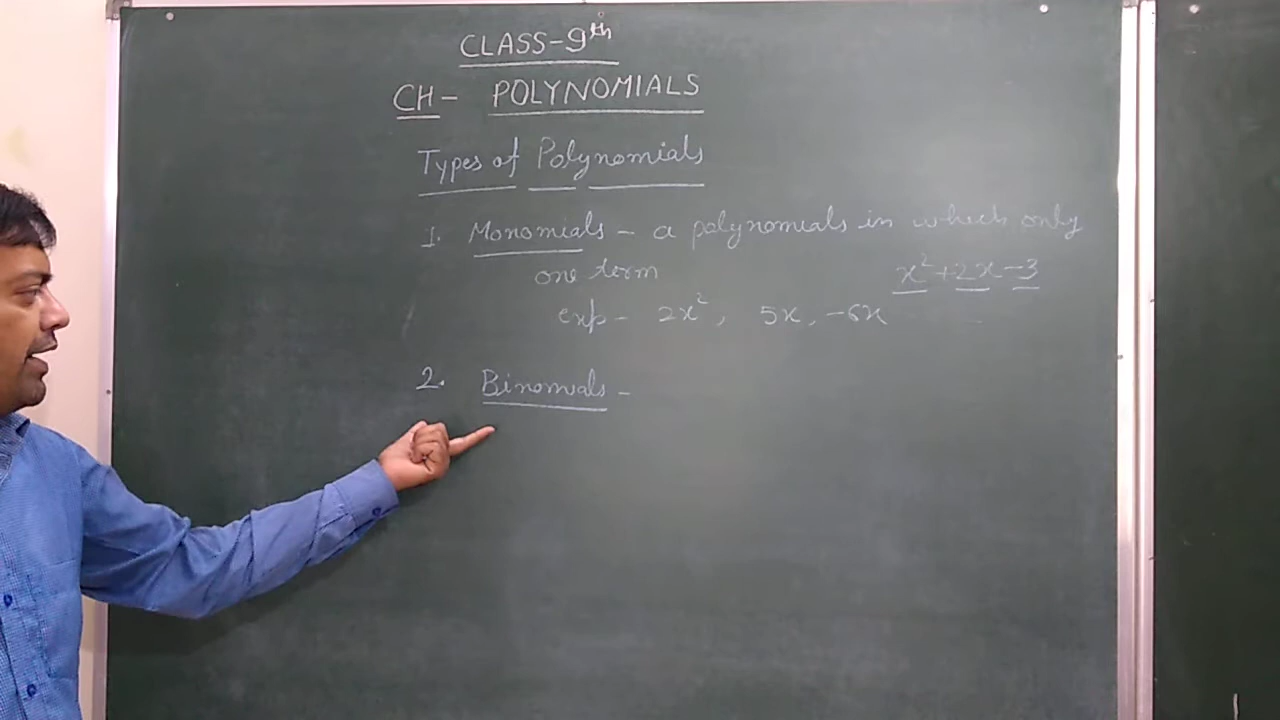 CLASS-9th
CH- POLYNOMIALS
Types of Polynomials
1. Monomials - a polynomials in which only
one term
x²+2x-3
exp- 2x², 5x, -6x
2. Binomials -